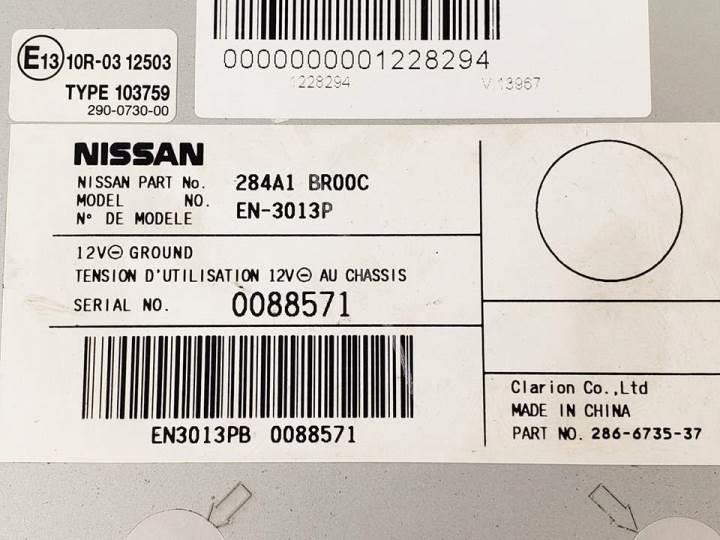 E13 10R-03 12503
TYPE 103759
290-0730-00
0000000001228294
1228294 V:13967
NISSAN
NISSAN PART No. 284A1 BR00C
MODEL NO. EN-3013P
N° DE MODELE
12V⊖ GROUND
TENSION D'UTILISATION 12V⊖ AU CHASSIS
SERIAL NO. 0088571
EN3013PB 0088571
Clarion Co.,Ltd
MADE IN CHINA
PART NO. 286-6735-37